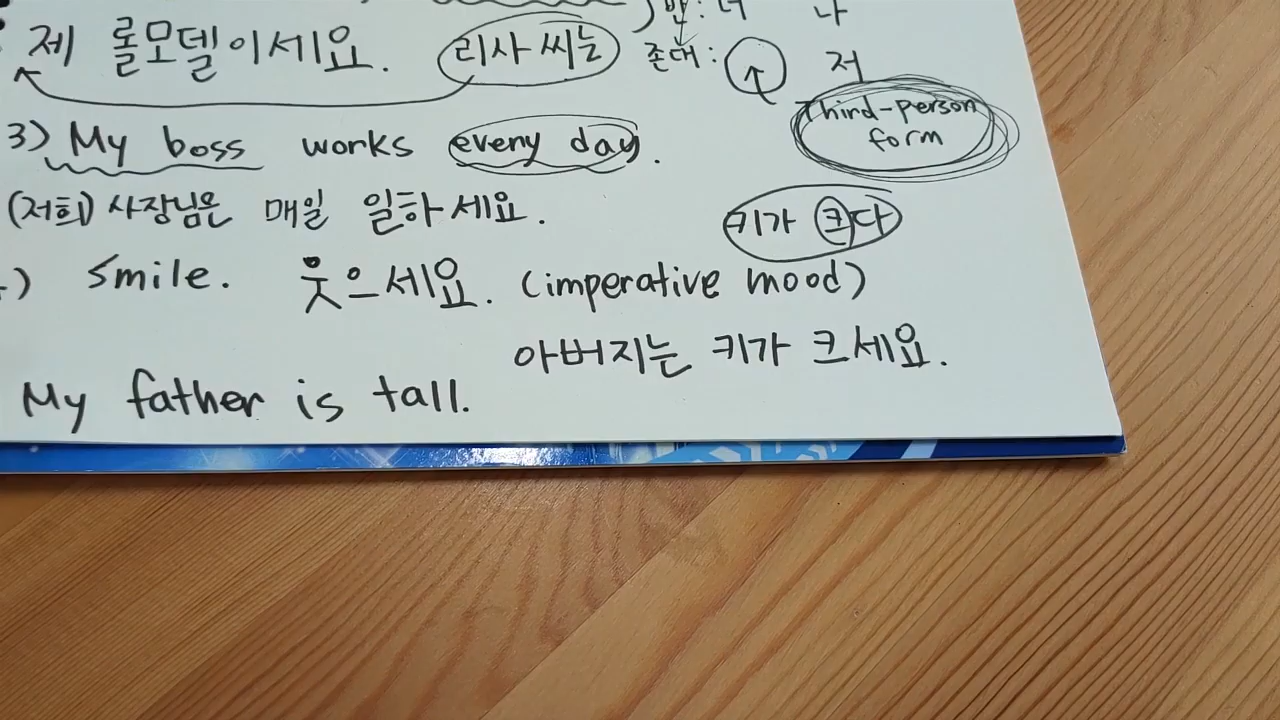 제 롤모델이세요. 리사 씨는
반: 너 나
존대: 저
Third-person
form
3) My boss works every day.
(저희) 사장님은 매일 일하세요.
키가 크다
) Smile. 웃으세요. (imperative mood)
아버지는 키가 크세요.
My father is tall.